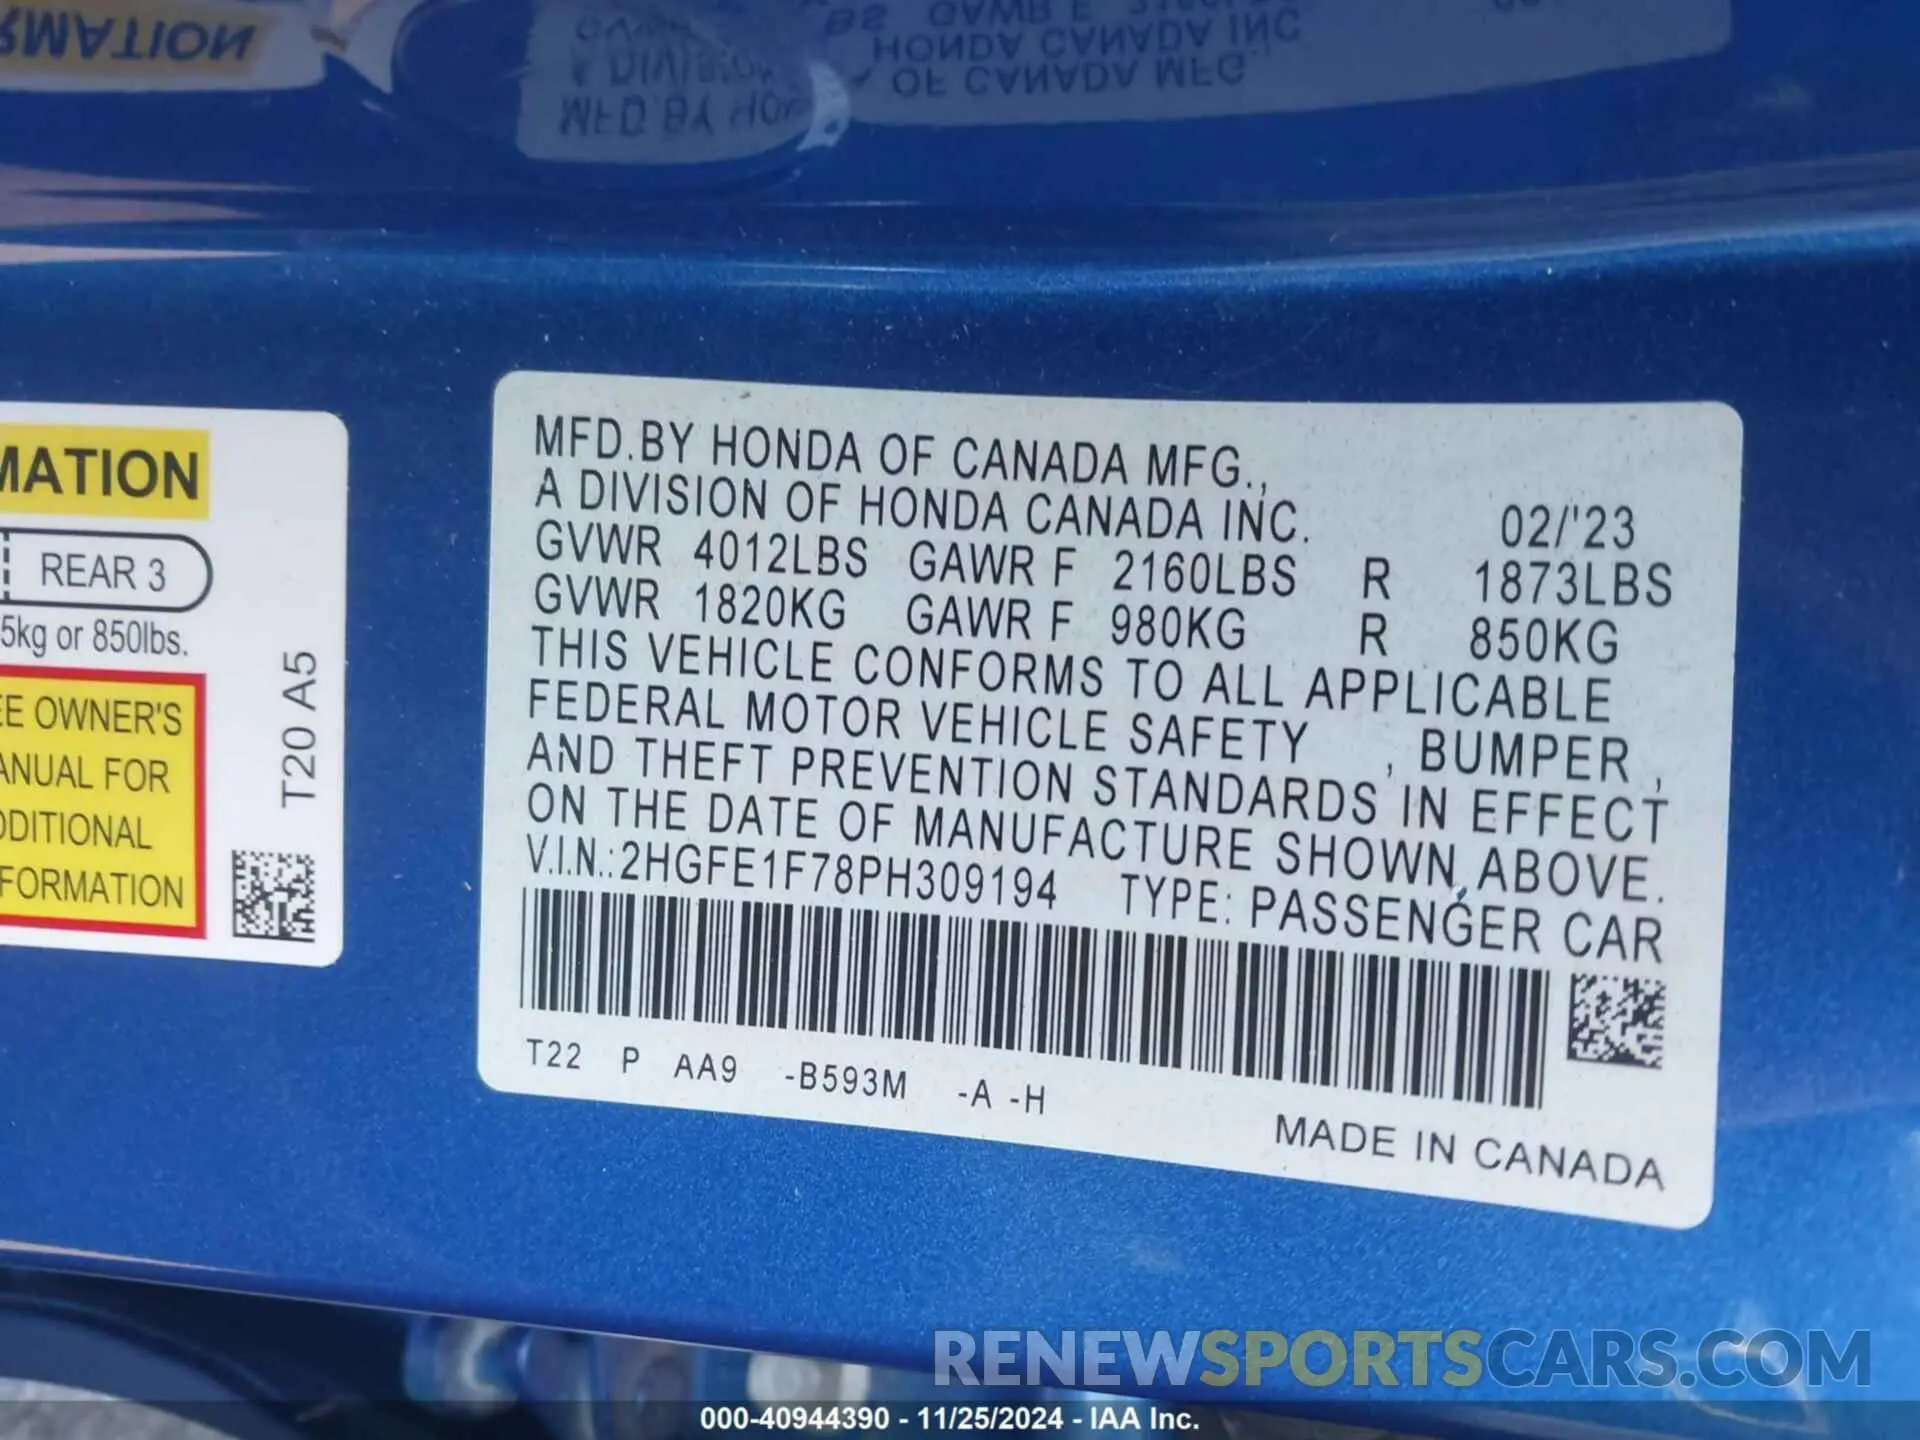 MATION
REAR 3
5kg or 850lbs.
EE OWNER'S
ANUAL FOR
DDITIONAL
FORMATION
T20 A5
MFD.BY HONDA OF CANADA MFG.,
A DIVISION OF HONDA CANADA INC. 02/'23
GVWR 4012LBS GAWR F 2160LBS R 1873LBS
GVWR 1820KG GAWR F 980KG R 850KG
THIS VEHICLE CONFORMS TO ALL APPLICABLE
FEDERAL MOTOR VEHICLE SAFETY , BUMPER ,
AND THEFT PREVENTION STANDARDS IN EFFECT
ON THE DATE OF MANUFACTURE SHOWN ABOVE.
V.I.N.:2HGFE1F78PH309194 TYPE: PASSENGER CAR
T22 P AA9 -B593M -A -H
MADE IN CANADA
RENEWSPORTSCARS.COM
000-40944390 - 11/25/2024 - IAA Inc.